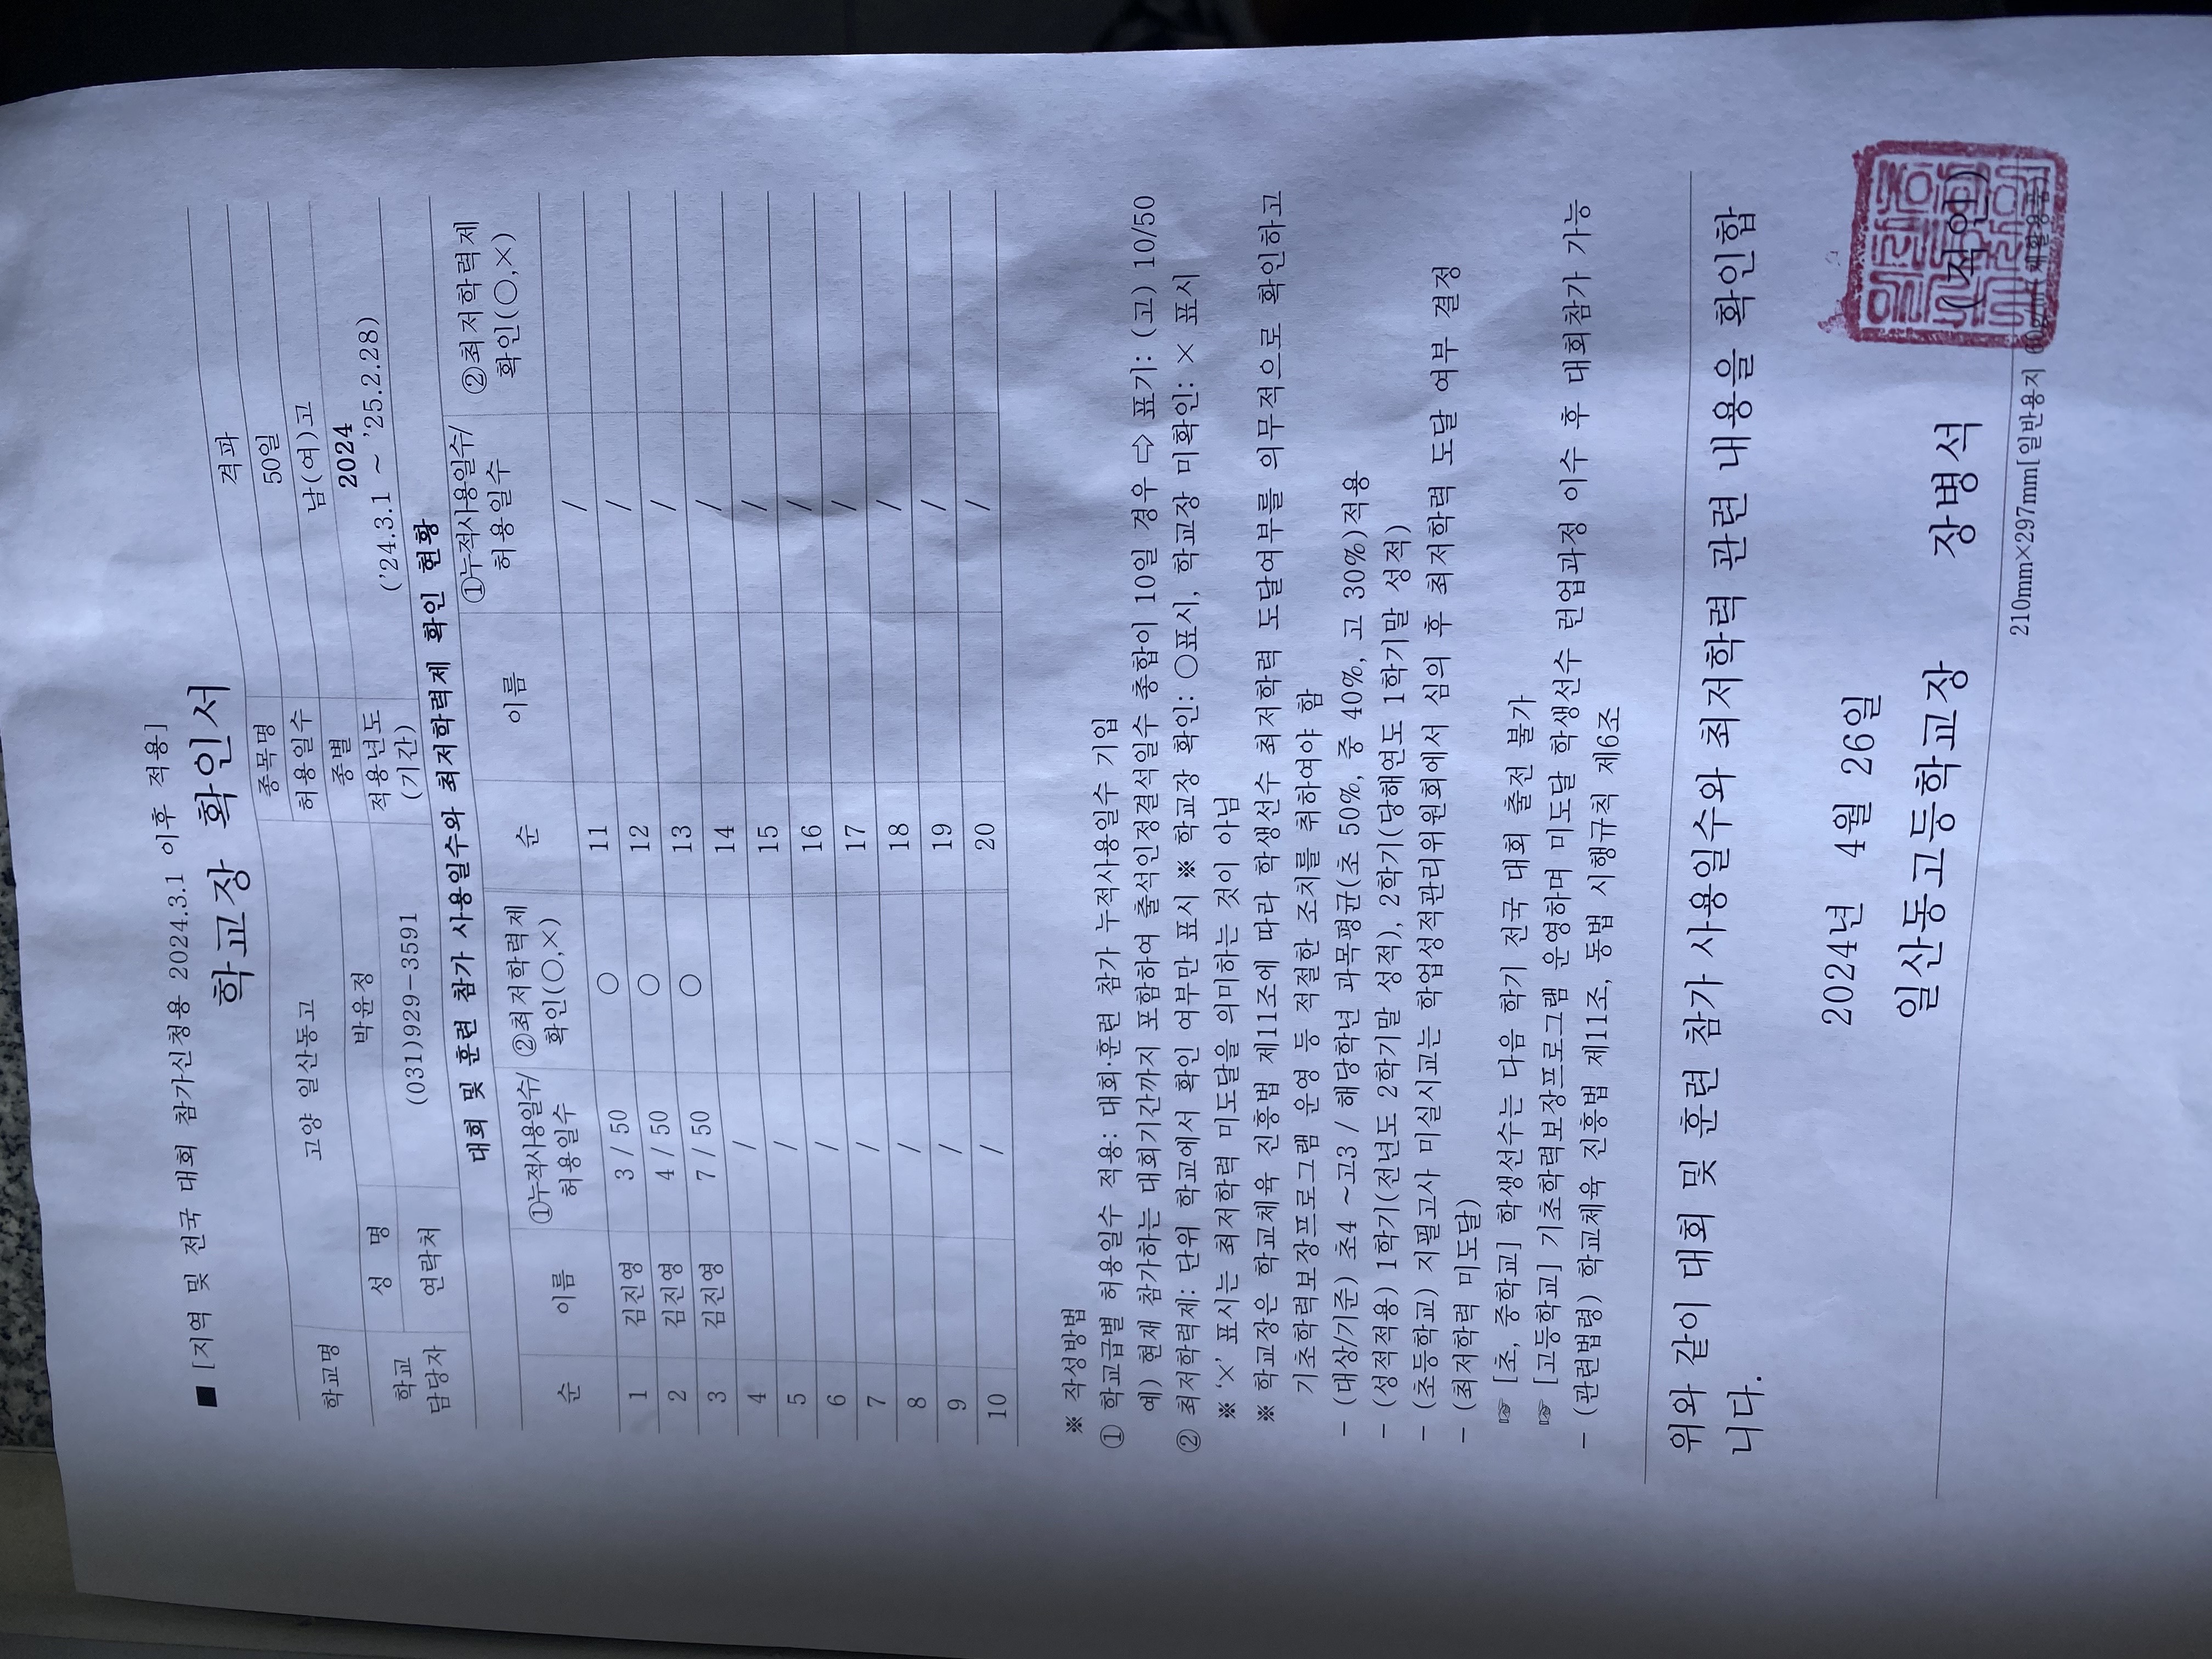 ■ [지역 및 전국 대회 참가신청용 2024.3.1 이후 적용]
학교장 확인서
학교명 고양 일산동고 종목명 격파
허용일수 50일
학교 담당자 성 명 박윤정 종별 남(여)고
연락처 (031)929-3591 적용년도 (기간) 2024
('24.3.1 ~ '25.2.28)
대회 및 훈련 참가 사용일수와 최저학력제 확인 현황
순 이름 ①누적사용일수/ 허용일수 ②최저학력제 확인(○,×) 순 이름 ①누적사용일수/ 허용일수 ②최저학력제 확인(○,×)
1 김진영 3 / 50 ○ 11 /
2 김진영 4 / 50 ○ 12 /
3 김진영 7 / 50 ○ 13 /
4 / 14 /
5 / 15 /
6 / 16 /
7 / 17 /
8 / 18 /
9 / 19 /
10 / 20 /
※ 작성방법
① 학교급별 허용일수 적용: 대회·훈련 참가 누적사용일수 기입
예) 현재 참가하는 대회기간까지 포함하여 출석인정결석일수 총합이 10일 경우 ⇨ 표기: (고) 10/50
② 최저학력제: 단위 학교에서 확인 여부만 표시 ※ 학교장 확인: ○표시, 학교장 미확인: × 표시
※ '×' 표시는 최저학력 미도달을 의미하는 것이 아님
※ 학교장은 학교체육 진흥법 제11조에 따라 학생선수 최저학력 도달여부를 의무적으로 확인하고
기초학력보장프로그램 운영 등 적절한 조치를 취하여야 함
- (대상/기준) 초4 ~고3 / 해당학년 과목평균(초 50%, 중 40%, 고 30%)적용
- (성적적용) 1학기(전년도 2학기말 성적), 2학기(당해연도 1학기말 성적)
- (초등학교) 지필고사 미실시교는 학업성적관리위원회에서 심의 후 최저학력 도달 여부 결정
- (최저학력 미도달)
☞ [초, 중학교] 학생선수는 다음 학기 전국 대회 출전 불가
☞ [고등학교] 기초학력보장프로그램 운영하며 미도달 학생선수 런업과정 이수 후 대회참가 가능
- (관련법령) 학교체육 진흥법 제11조, 동법 시행규칙 제6조
위와 같이 대회 및 훈련 참가 사용일수와 최저학력 관련 내용을 확인합
니다.
2024년 4월 26일
일산동고등학교장 장병석 (직인)
210mm×297mm[일반용지 60g/㎡(재활용품)]